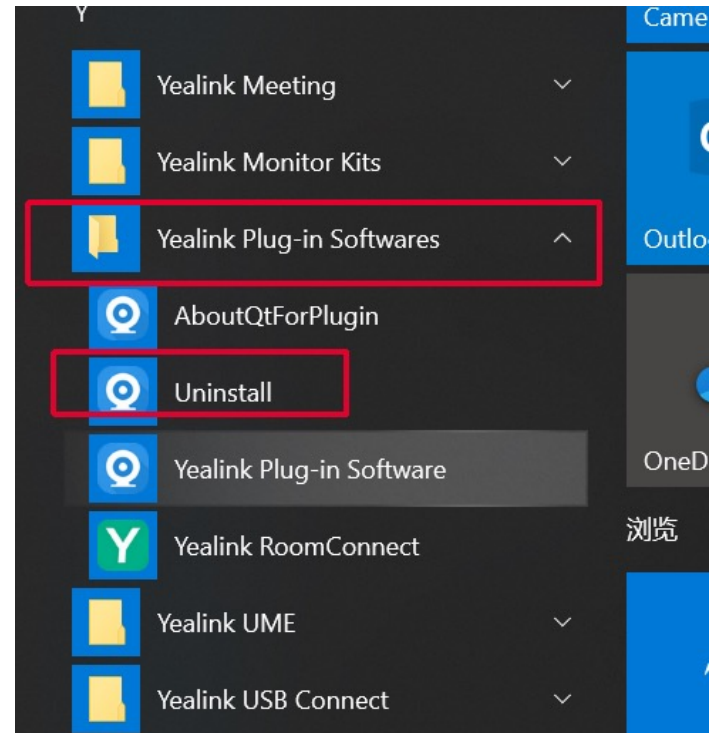 Y
Came
Yealink Meeting
Yealink Monitor Kits
Yealink Plug-in Softwares
Outlo
AboutQtForPlugin
Uninstall
Yealink Plug-in Software
OneD
Yealink RoomConnect
浏览
Yealink UME
Yealink USB Connect